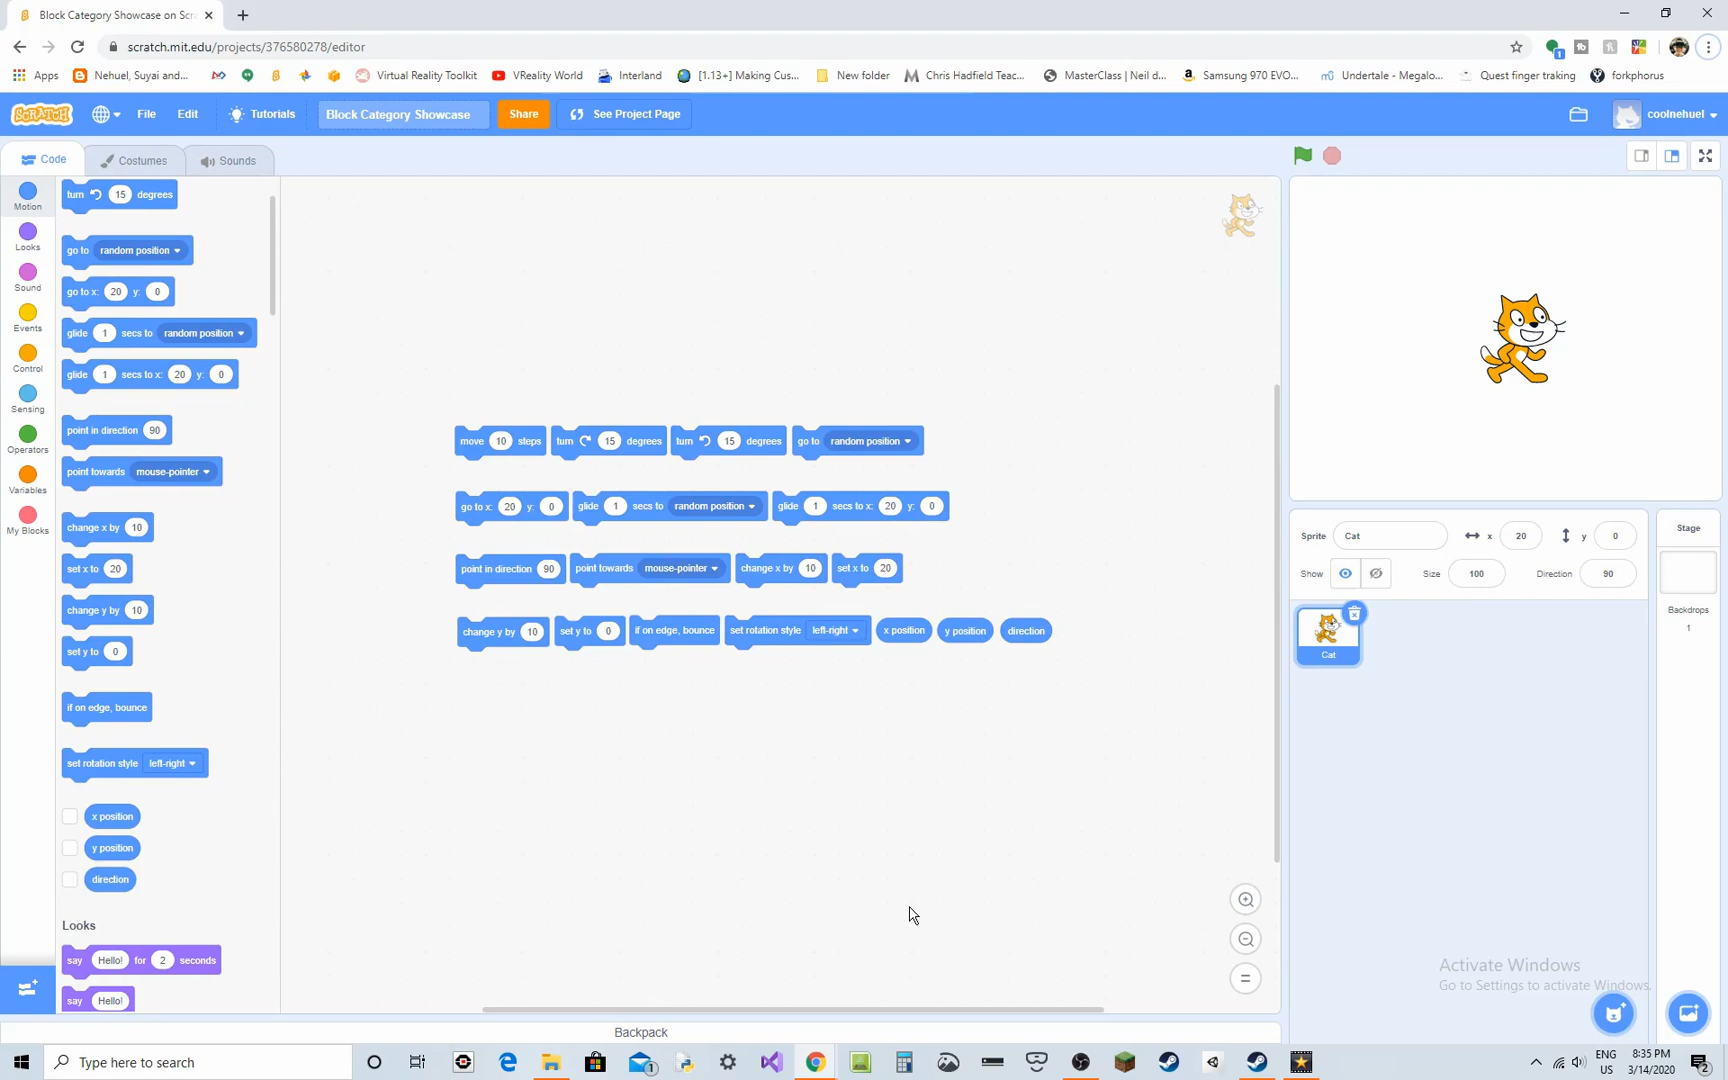 Block Category Showcase on Scr
scratch.mit.edu/projects/376580278/editor
Apps Nehuel, Suyai and... Virtual Reality Toolkit VReality World Interland [1.13+] Making Cus... New folder Chris Hadfield Teac... MasterClass | Neil d... Samsung 970 EVO... Undertale - Megalo... Quest finger traking forkphorus
SCRATCH File Edit Tutorials Block Category Showcase Share See Project Page coolnehuel
Code Costumes Sounds
Motion
Looks
Sound
Events
Control
Sensing
Operators
Variables
My Blocks
turn 15 degrees
go to random position
go to x: 20 y: 0
glide 1 secs to random position
glide 1 secs to x: 20 y: 0
point in direction 90
point towards mouse-pointer
change x by 10
set x to 20
change y by 10
set y to 0
if on edge, bounce
set rotation style left-right
x position
y position
direction
Looks
say Hello! for 2 seconds
say Hello!
move 10 steps turn 15 degrees turn 15 degrees go to random position
go to x: 20 y: 0 glide 1 secs to random position glide 1 secs to x: 20 y: 0
point in direction 90 point towards mouse-pointer change x by 10 set x to 20
change y by 10 set y to 0 if on edge, bounce set rotation style left-right x position y position direction
Sprite Cat x 20 y 0
Show Size 100 Direction 90
Cat
Stage
Backdrops
1
Activate Windows
Go to Settings to activate Windows.
Backpack
Type here to search
1
ENG
8:35 PM
3/14/2020
2